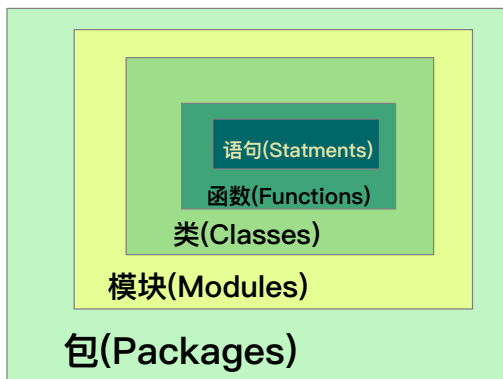 语句(Statments)
函数(Functions)
类(Classes)
模块(Modules)
包(Packages)